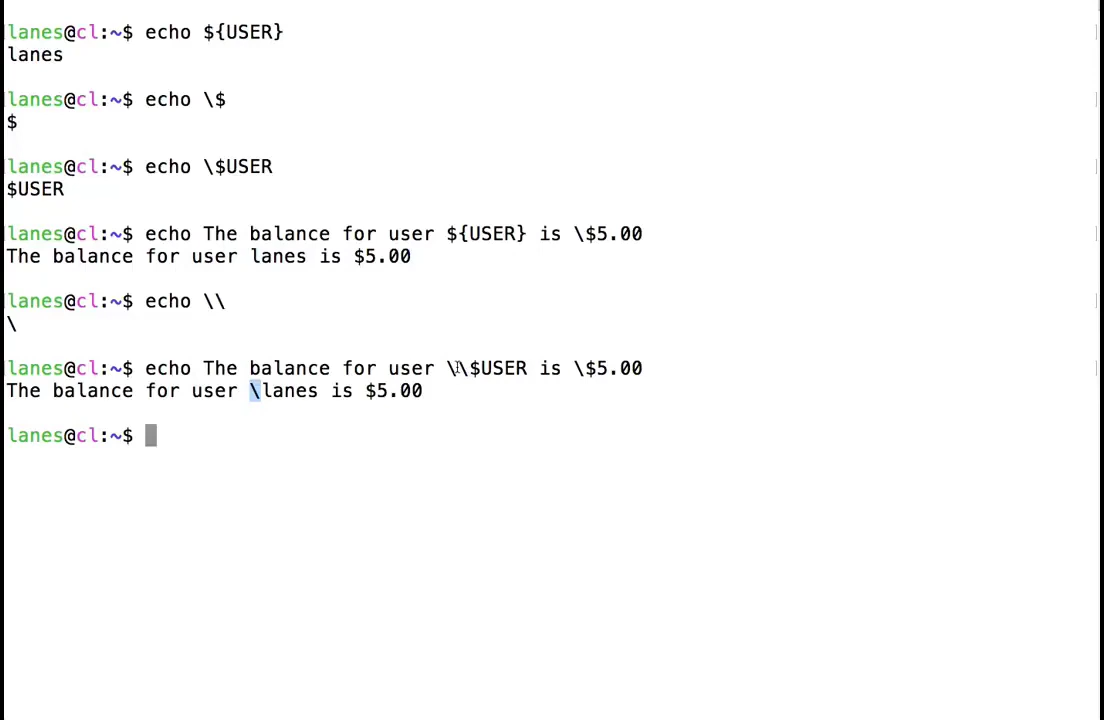 lanes@cl:~$ echo ${USER}
lanes
lanes@cl:~$ echo \$
$
lanes@cl:~$ echo \$USER
$USER
lanes@cl:~$ echo The balance for user ${USER} is \$5.00
The balance for user lanes is $5.00
lanes@cl:~$ echo \\
\
lanes@cl:~$ echo The balance for user \\$USER is \$5.00
The balance for user \lanes is $5.00
lanes@cl:~$